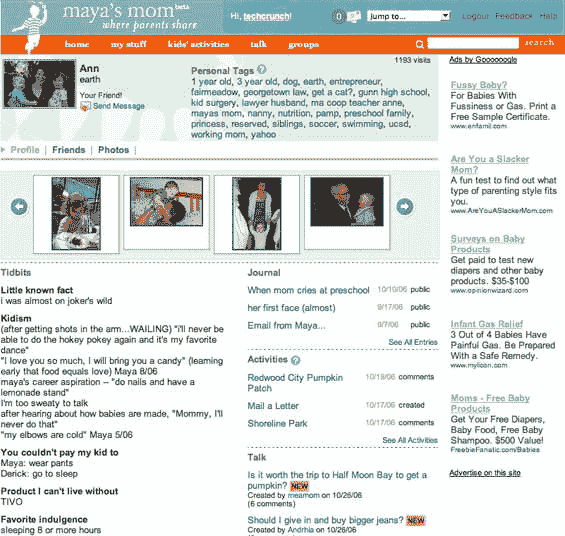 maya's mom beta
where parents share
Hi, techcrunch!
0
Jump to...
Logout Feedback Help
home my stuff kids' activities talk groups
search
Ann
earth
Your Friend!
Send Message
1193 visits
Personal Tags ?
1 year old, 3 year old, dog, earth, entrepreneur,
fairmeadow, georgetown law, get a cat?, gunn high school,
kid surgery, lawyer husband, ma coop teacher anne,
mayas mom, nanny, nutrition, pamp, preschool family,
princess, reserved, siblings, soccer, swimming, ucsd,
working mom, yahoo
Profile | Friends | Photos |
Tidbits
Little known fact
i was almost on joker's wild
Kidism
(after getting shots in the arm...WAILING) "i'll never be
able to do the hokey pokey again and it's my favorite
dance"
"I love you so much, I will bring you a candy" (learning
early that food equals love) Maya 8/06
maya's career aspiration -- "do nails and have a
lemonade stand"
I'm too sweaty to talk
after hearing about how babies are made, "Mommy, I'll
never do that"
"my elbows are cold" Maya 5/06
You couldn't pay my kid to
Maya: wear pants
Derick: go to sleep
Product I can't live without
TIVO
Favorite indulgence
sleeping 8 or more hours
Journal
When mom cries at preschool 10/10/06 public
her first face (almost) 9/17/06 public
Email from Maya... 9/7/06 public
See All Entries
Activities ?
Redwood City Pumpkin Patch 10/18/06 comments
Mail a Letter 10/17/06 created
Shoreline Park 10/17/06 comments
See All Activities
Talk
Is it worth the trip to Half Moon Bay to get a
pumpkin? NEW
Created by meamom on 10/26/06
(6 comments)
Should I give in and buy bigger jeans? NEW
Created by Andrhia on 10/26/06
Ads by Goooooogle
Fussy Baby?
For Babies With
Fussiness or Gas. Print a
Free Sample Certificate.
www.enfamil.com
Are You a Slacker
Mom?
A fun test to find out what
type of parenting style fits
you.
www.AreYouASlackerMom.com
Surveys on Baby
Products
Get paid to test new
diapers and other baby
products. $35-$100
www.opinionwizard.com
Infant Gas Relief
3 Out of 4 Babies Have
Painful Gas. Be Prepared
With a Safe Remedy.
www.mylicon.com
Moms - Free Baby
Products
Get Your Free Diapers,
Baby Food, Free Baby
Shampoo. $500 Value!
FreebieFanatic.com/Babies
Advertise on this site